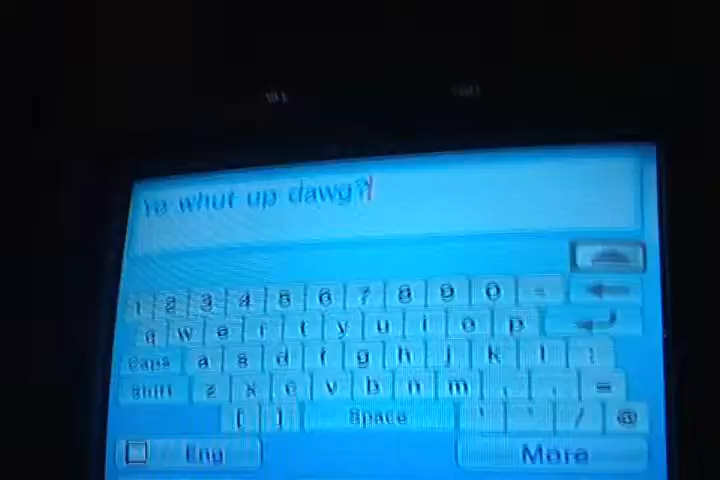 Yo whut up dawg?
1 2 3 4 5 6 7 8 9 0 -
q w e r t y u i o p
Caps a s d f g h j k l :
Shift z x c v b n m , . =
[ ] Space ' /  @
Eng More